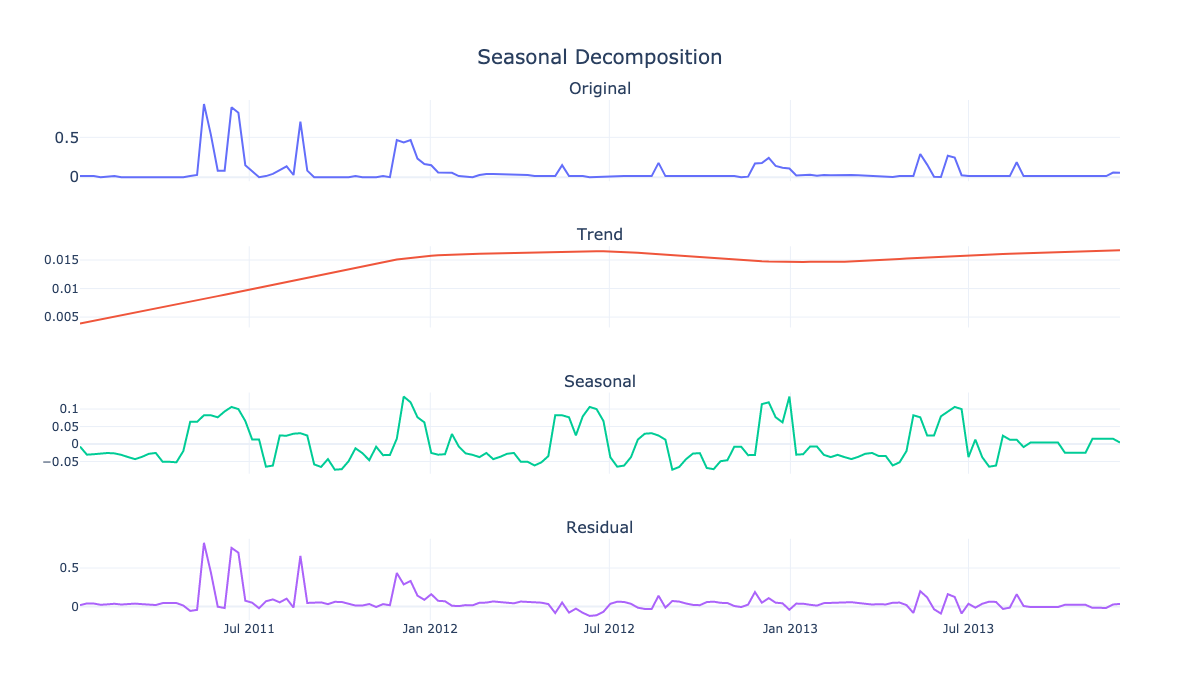 Seasonal Decomposition
Original
0.5
0
Trend
0.015
0.01
0.005
Seasonal
0.1
0.05
0
−0.05
Residual
0.5
0
Jul 2011 Jan 2012 Jul 2012 Jan 2013 Jul 2013